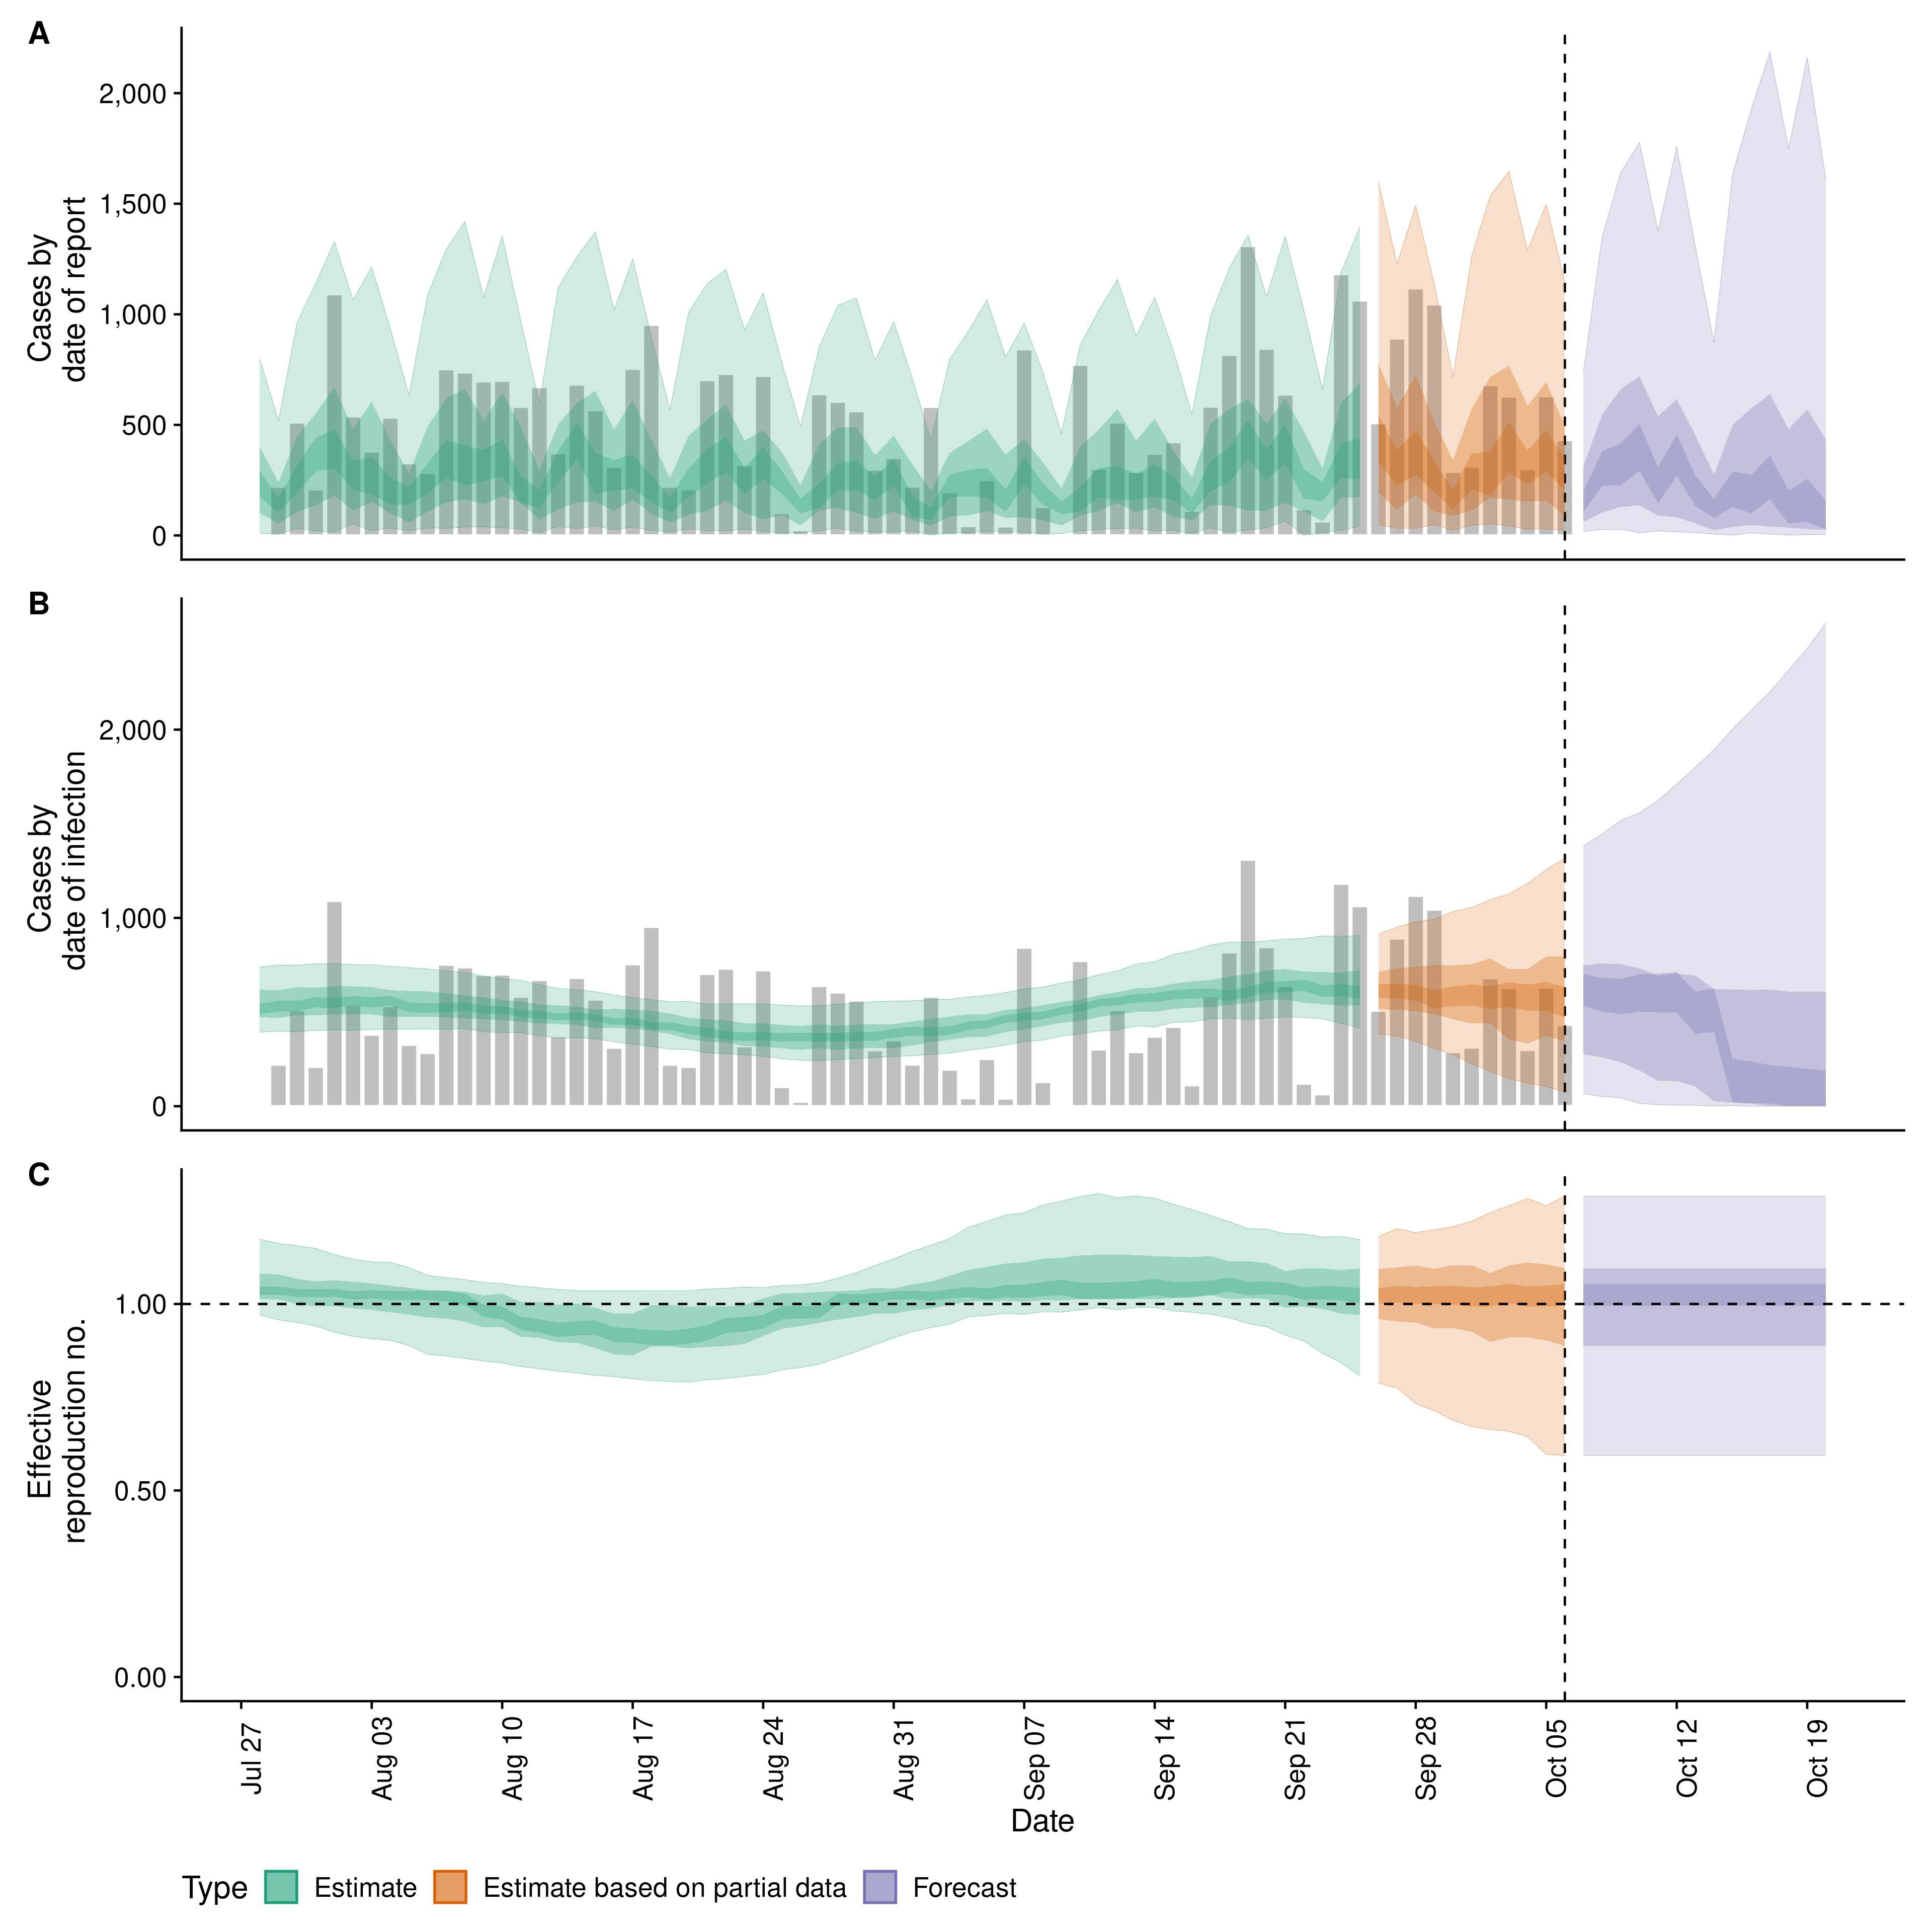 A
Cases by
date of report
2,000
1,500
1,000
500
0
B
Cases by
date of infection
2,000
1,000
0
C
Effective
reproduction no.
1.00
0.50
0.00
Jul 27
Aug 03
Aug 10
Aug 17
Aug 24
Aug 31
Sep 07
Sep 14
Sep 21
Sep 28
Oct 05
Oct 12
Oct 19
Date
Type Estimate Estimate based on partial data Forecast